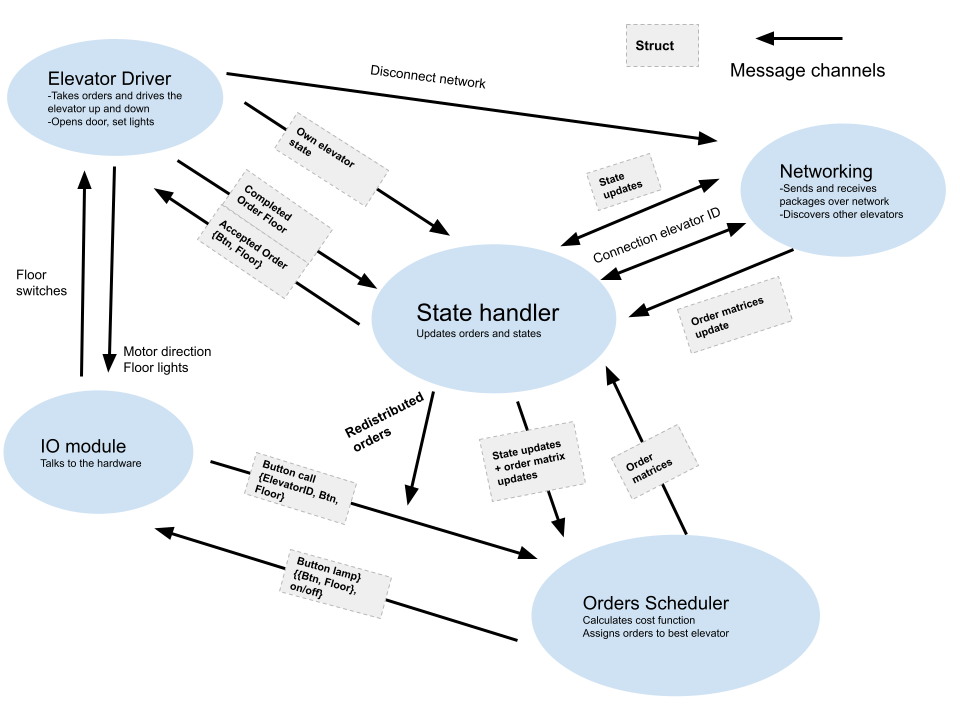 Struct
Message channels
Elevator Driver
-Takes orders and drives the
elevator up and down
-Opens door, set lights
Disconnect network
Own elevator
state
Completed
Order Floor
Accepted Order
{Btn, Floor}
State
updates
Connection elevator ID
Networking
-Sends and receives
packages over network
-Discovers other elevators
Order matrices
update
Floor
switches
Motor direction
Floor lights
State handler
Updates orders and states
Redistributed
orders
State updates
+ order matrix
updates
Order
matrices
IO module
Talks to the hardware
Button call
{ElevatorID, Btn,
Floor}
Button lamp}
{{Btn, Floor},
on/off}
Orders Scheduler
Calculates cost function
Assigns orders to best elevator